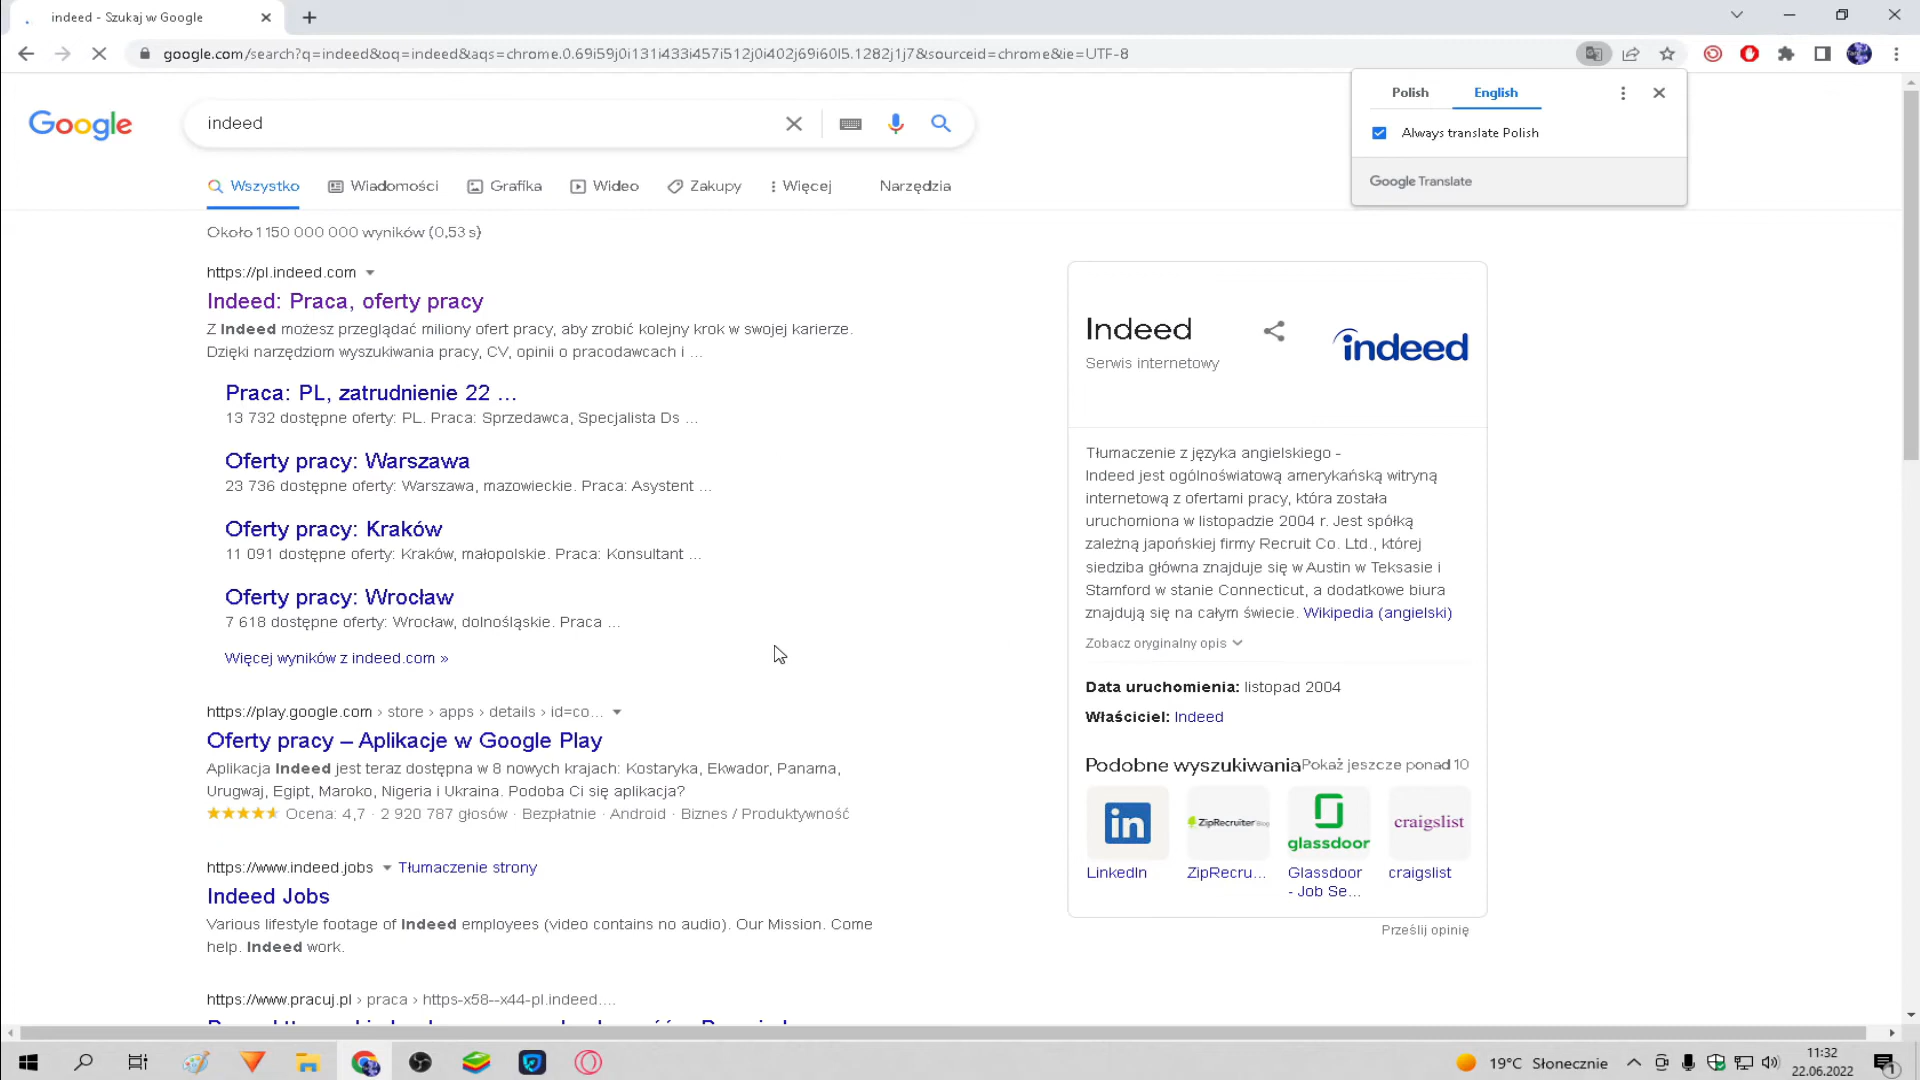 indeed - Szukaj w Google
google.com/search?q=indeed&oq=indeed&aqs=chrome.0.69i59j0i131i433i457i512j0i402j69i60l5.1282j1j7&sourceid=chrome&ie=UTF-8
Polish English
Always translate Polish
Google Translate
Google
indeed
Wszystko Wiadomości Grafika Wideo Zakupy Więcej Narzędzia
Około 1 150 000 000 wyników (0,53 s)
https://pl.indeed.com
Indeed: Praca, oferty pracy
Z Indeed możesz przeglądać miliony ofert pracy, aby zrobić kolejny krok w swojej karierze.
Dzięki narzędziom wyszukiwania pracy, CV, opinii o pracodawcach i ...
Praca: PL, zatrudnienie 22 ...
13 732 dostępne oferty: PL. Praca: Sprzedawca, Specjalista Ds ...
Oferty pracy: Warszawa
23 736 dostępne oferty: Warszawa, mazowieckie. Praca: Asystent ...
Oferty pracy: Kraków
11 091 dostępne oferty: Kraków, małopolskie. Praca: Konsultant ...
Oferty pracy: Wrocław
7 618 dostępne oferty: Wrocław, dolnośląskie. Praca ...
Więcej wyników z indeed.com »
https://play.google.com › store › apps › details › id=co...
Oferty pracy – Aplikacje w Google Play
Aplikacja Indeed jest teraz dostępna w 8 nowych krajach: Kostaryka, Ekwador, Panama,
Urugwaj, Egipt, Maroko, Nigeria i Ukraina. Podoba Ci się aplikacja?
Ocena: 4,7 · 2 920 787 głosów · Bezpłatnie · Android · Biznes / Produktywność
https://www.indeed.jobs Tłumaczenie strony
Indeed Jobs
Various lifestyle footage of Indeed employees (video contains no audio). Our Mission. Come
help. Indeed work.
https://www.pracuj.pl › praca › https-x58--x44-pl.indeed....
Indeed
Serwis internetowy
indeed
Tłumaczenie z języka angielskiego -
Indeed jest ogólnoświatową amerykańską witryną
internetową z ofertami pracy, która została
uruchomiona w listopadzie 2004 r. Jest spółką
zależną japońskiej firmy Recruit Co. Ltd., której
siedziba główna znajduje się w Austin w Teksasie i
Stamford w stanie Connecticut, a dodatkowe biura
znajdują się na całym świecie. Wikipedia (angielski)
Zobacz oryginalny opis
Data uruchomienia: listopad 2004
Właściciel: Indeed
Podobne wyszukiwania Pokaż jeszcze ponad 10
in ZipRecruiter glassdoor craigslist
LinkedIn ZipRecru... Glassdoor craigslist
- Job Se...
Prześlij opinię
19°C Słonecznie
11:32
22.06.2022
1